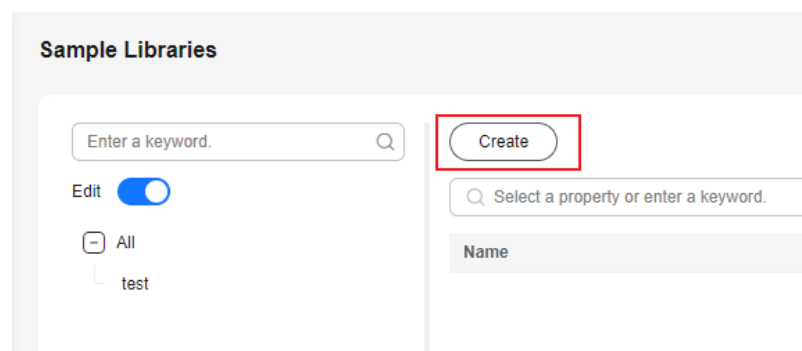 Sample Libraries
Enter a keyword.
Edit
All
test
Create
Select a property or enter a keyword.
Name